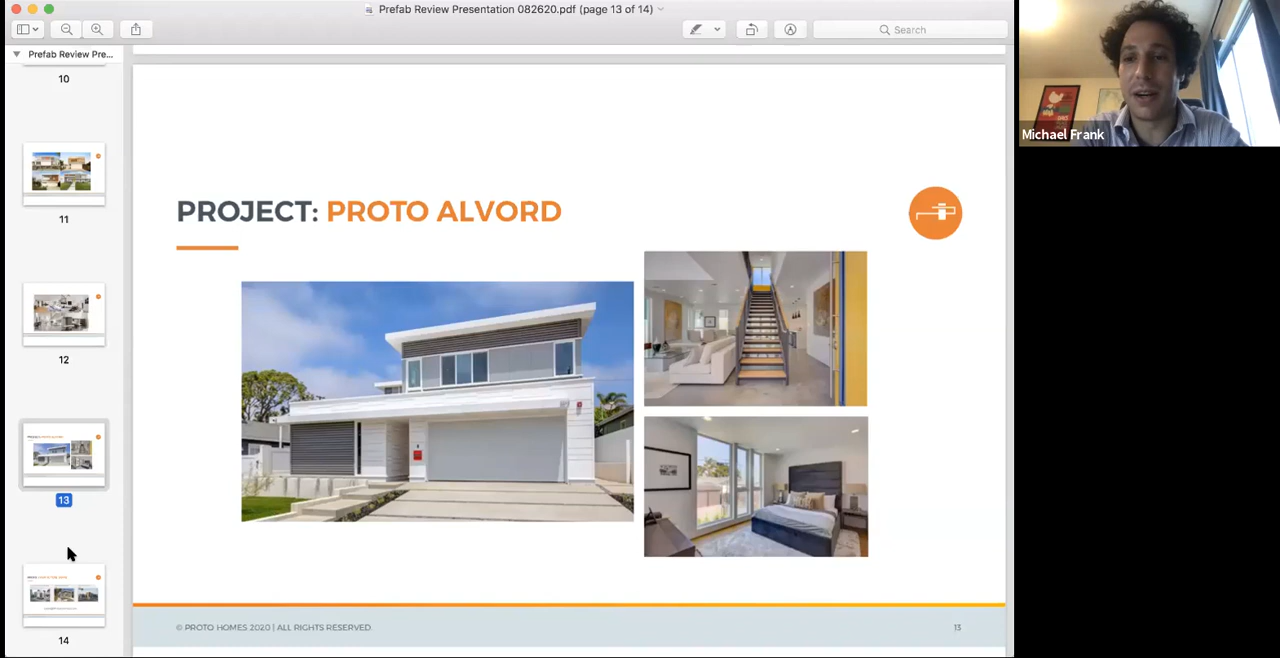 Prefab Review Presentation 082620.pdf (page 13 of 14)
Search
Prefab Review Pre...
10
11
12
13
14
PROJECT: PROTO ALVORD
© PROTO HOMES 2020 | ALL RIGHTS RESERVED.
13
Michael Frank